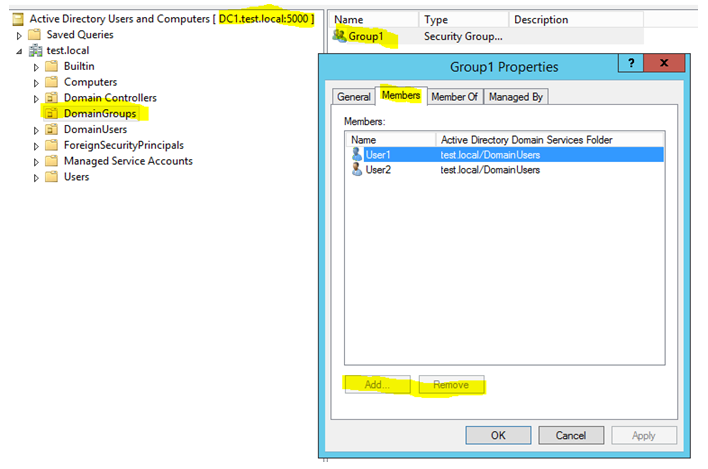 Active Directory Users and Computers [ DC1.test.local:5000 ]
Saved Queries
test.local
Builtin
Computers
Domain Controllers
DomainGroups
DomainUsers
ForeignSecurityPrincipals
Managed Service Accounts
Users
Name Type Description
Group1 Security Group...
Group1 Properties
? x
General Members Member Of Managed By
Members:
Name Active Directory Domain Services Folder
User1 test.local/DomainUsers
User2 test.local/DomainUsers
Add... Remove
OK Cancel Apply